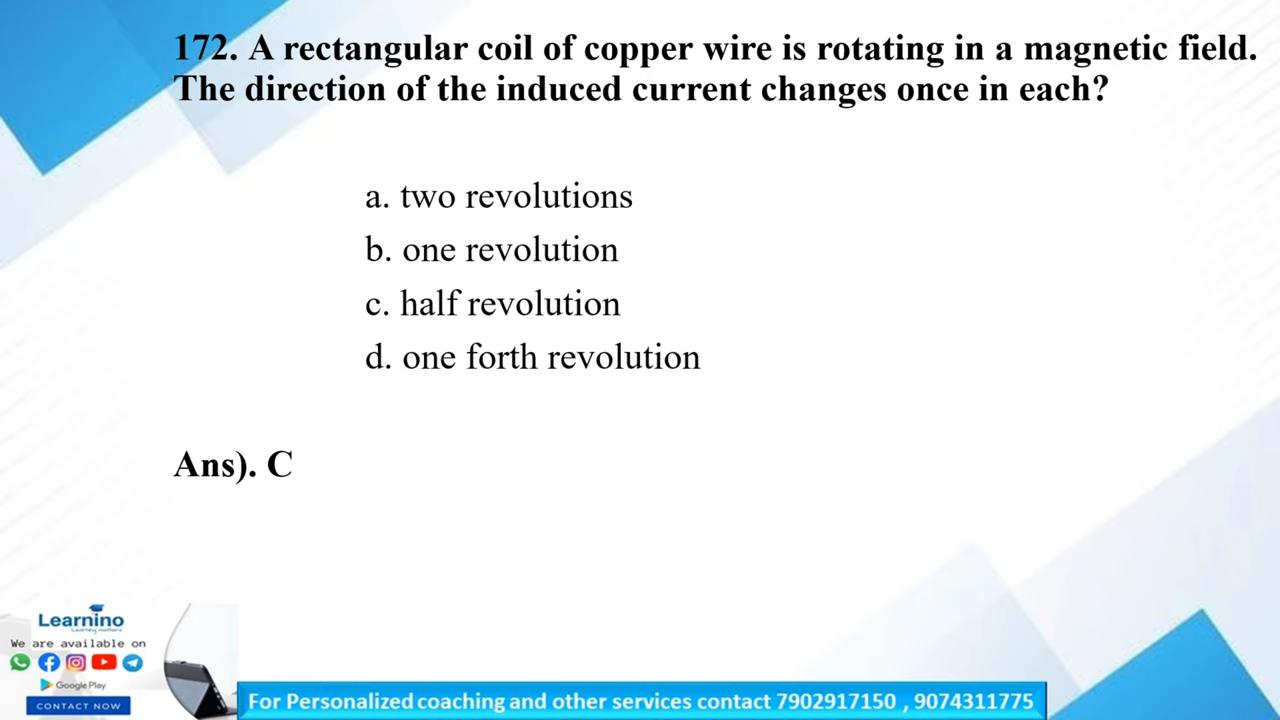 172. A rectangular coil of copper wire is rotating in a magnetic field.
The direction of the induced current changes once in each?
a. two revolutions
b. one revolution
c. half revolution
d. one forth revolution
Ans). C
Learnino
Learning matters
We are available on
Google Play
CONTACT NOW
For Personalized coaching and other services contact 7902917150 , 9074311775